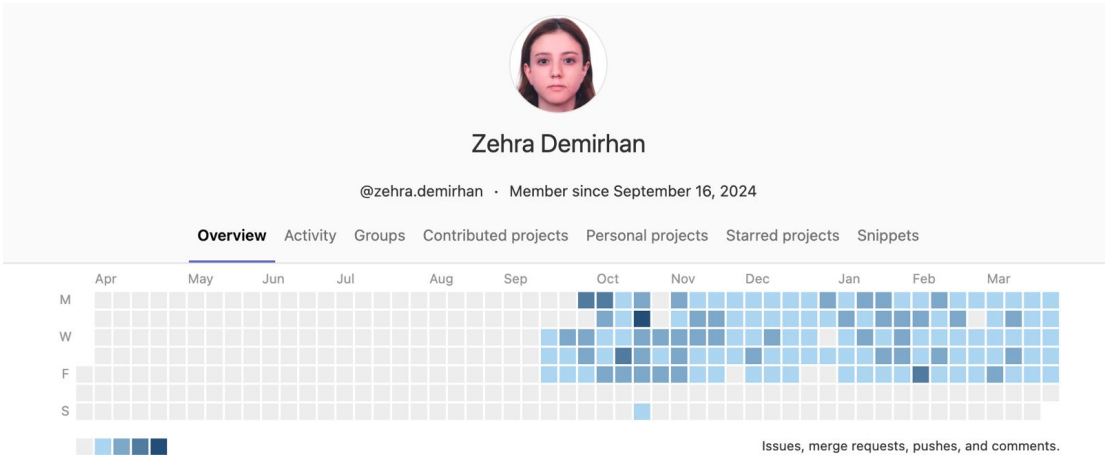 Zehra Demirhan
@zehra.demirhan · Member since September 16, 2024
Overview Activity Groups Contributed projects Personal projects Starred projects Snippets
Apr May Jun Jul Aug Sep Oct Nov Dec Jan Feb Mar
M
W
F
S
Issues, merge requests, pushes, and comments.